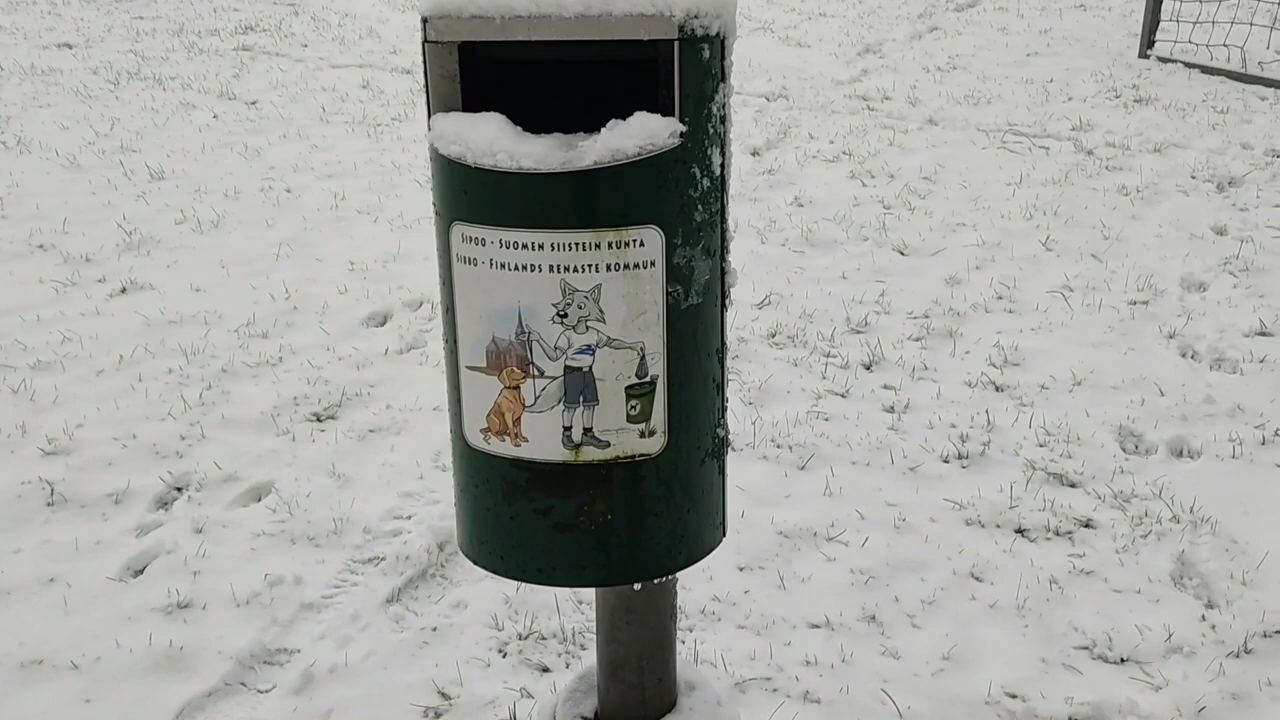 SIPOO - SUOMEN SIISTEIN KUNTA
SIBBO - FINLANDS RENASTE KOMMUN